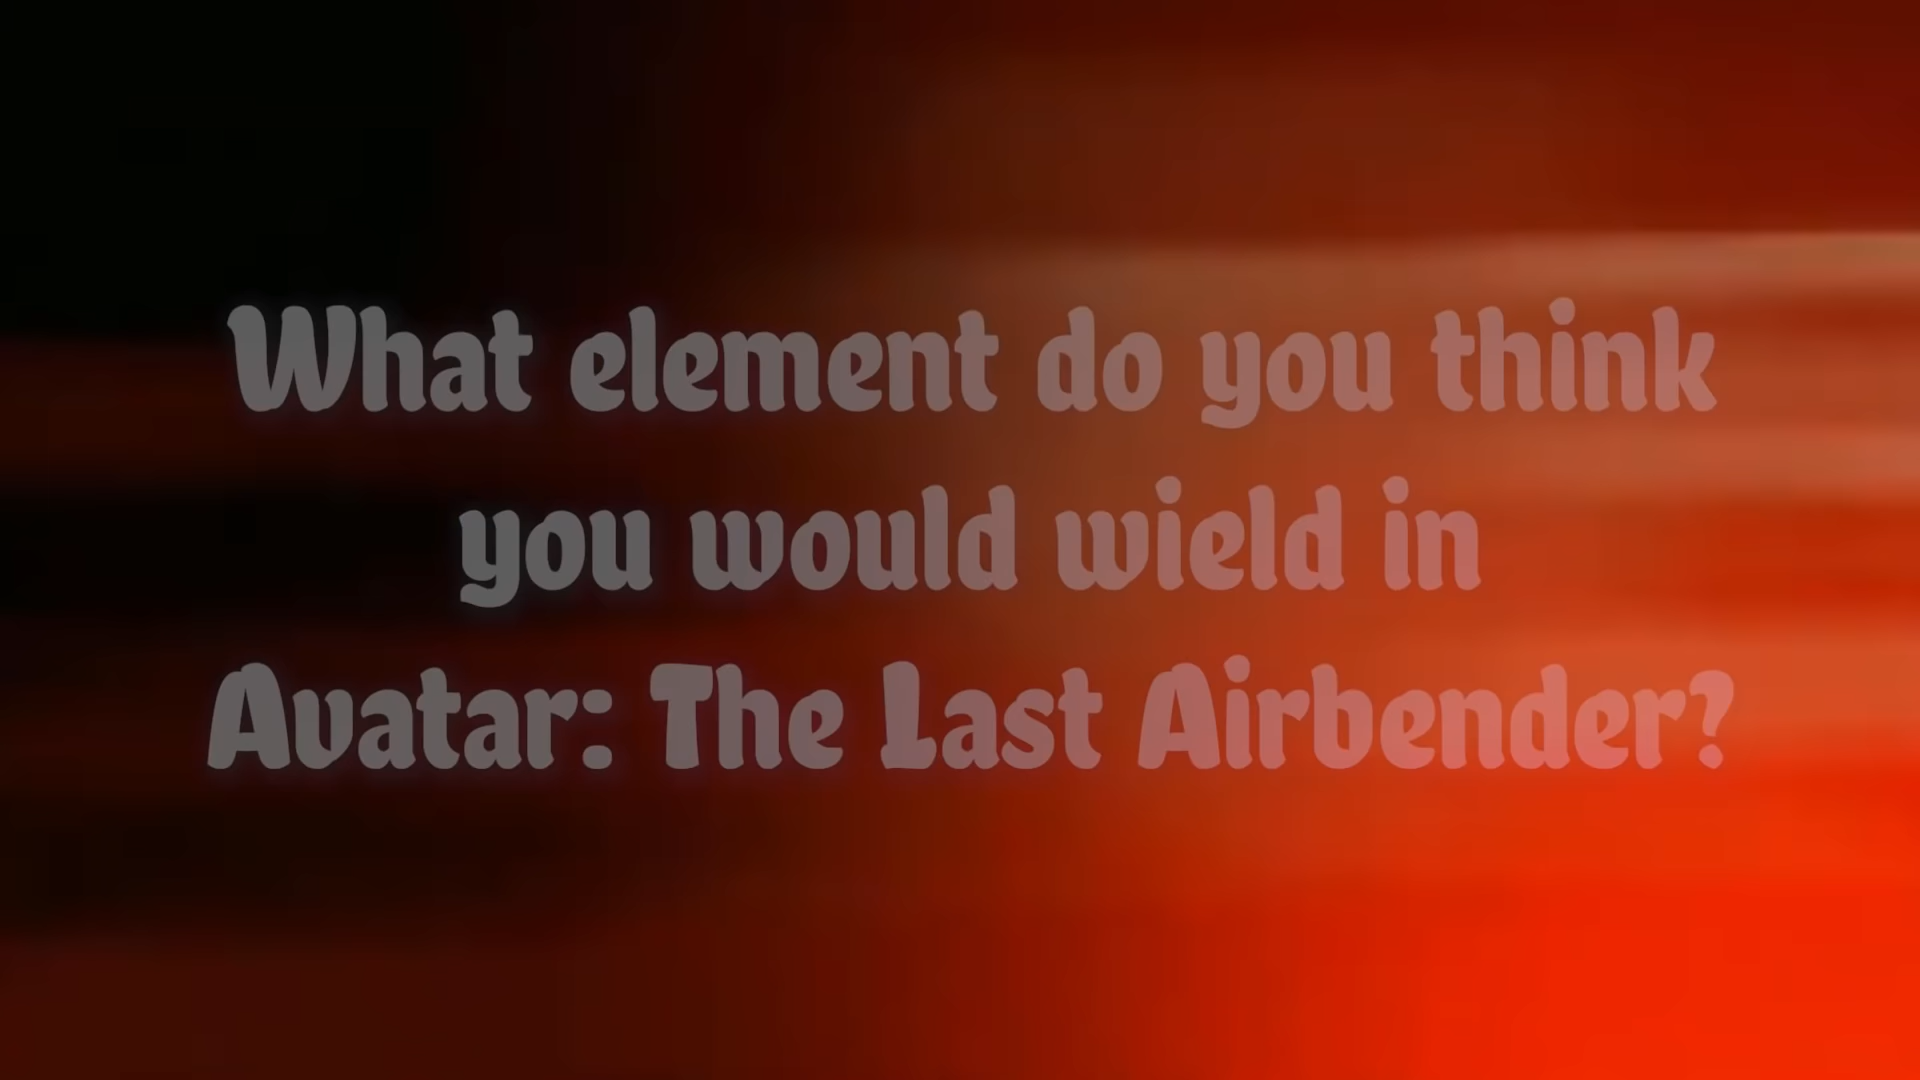 What element do you think
you would wield in
Avatar: The Last Airbender?